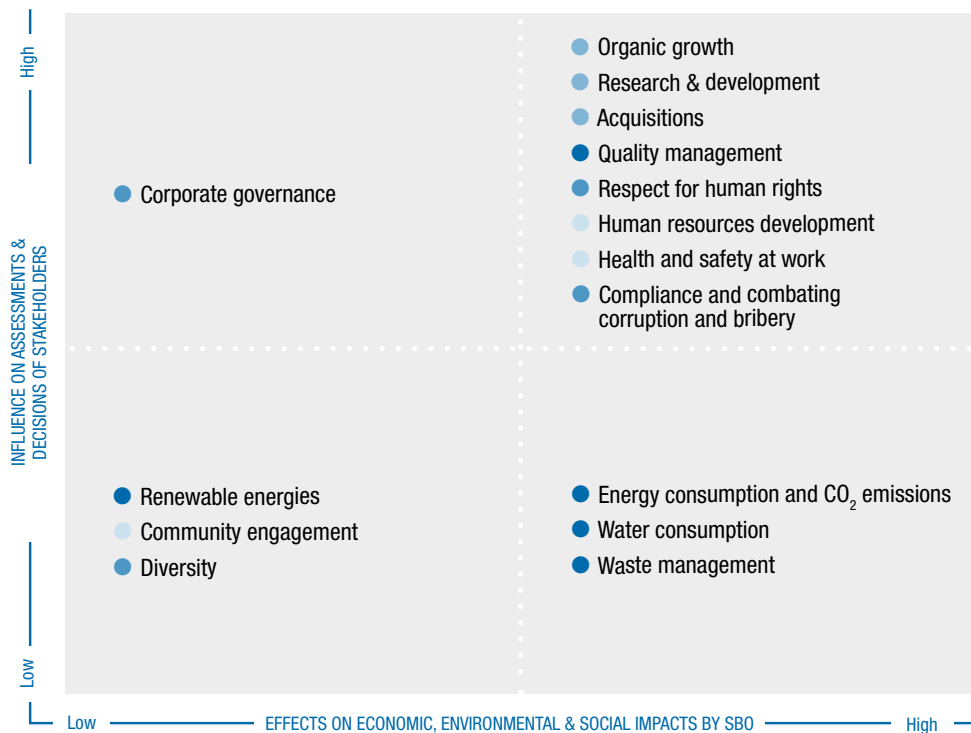 High
INFLUENCE ON ASSESSMENTS &
DECISIONS OF STAKEHOLDERS
Low
Corporate governance
Organic growth
Research & development
Acquisitions
Quality management
Respect for human rights
Human resources development
Health and safety at work
Compliance and combating
corruption and bribery
Renewable energies
Community engagement
Diversity
Energy consumption and CO₂ emissions
Water consumption
Waste management
Low
EFFECTS ON ECONOMIC, ENVIRONMENTAL & SOCIAL IMPACTS BY SBO
High